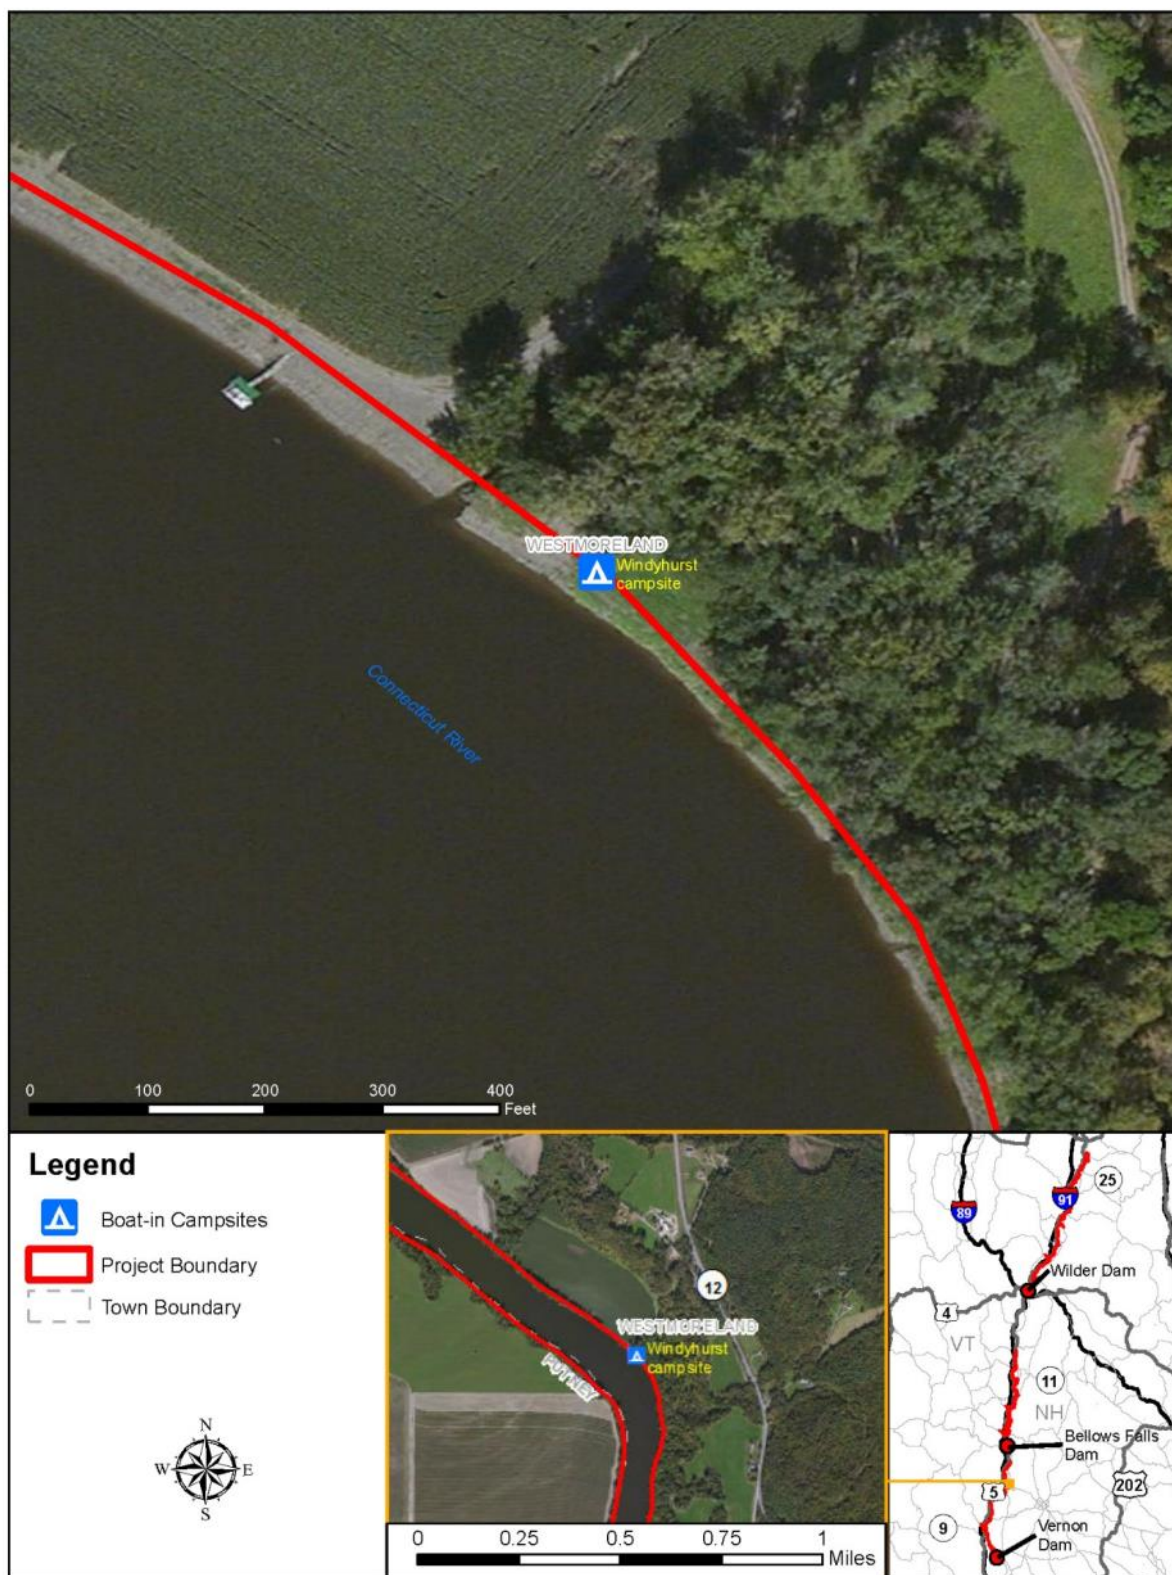 WESTMORELAND
Windyhurst
campsite
Connecticut River
0 100 200 300 400
Feet
Legend
Boat-in Campsites
Project Boundary
Town Boundary
N
W E
S
12
WESTMORELAND
Windyhurst
campsite
PUTNEY
0 0.25 0.5 0.75 1
Miles
25
91
89
Wilder Dam
4
VT
11
NH
Bellows Falls
Dam
202
5
9
Vernon
Dam